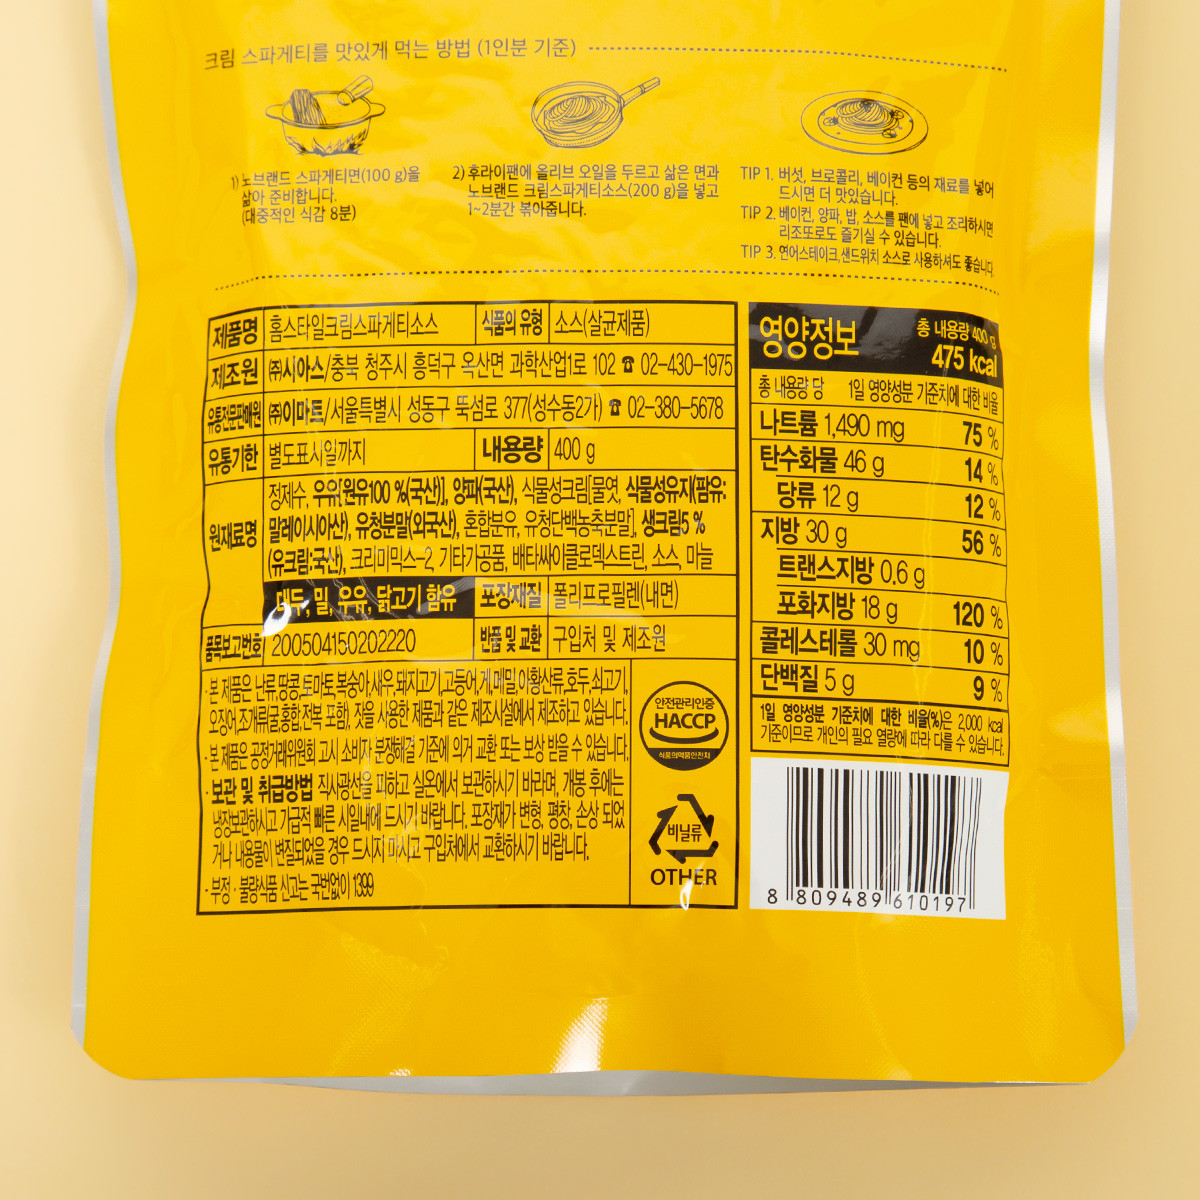 크림 스파게티를 맛있게 먹는 방법 (1인분 기준)
1) 노브랜드 스파게티면(100 g)을
삶아 준비합니다.
(대중적인 식감 8분)
2) 후라이팬에 올리브 오일을 두르고 삶은 면과
노브랜드 크림스파게티소스(200 g)을 넣고
1~2분간 볶아줍니다.
TIP 1. 버섯, 브로콜리, 베이컨 등의 재료를 넣어
드시면 더 맛있습니다.
TIP 2. 베이컨, 양파, 밥, 소스를 팬에 넣고 조리하시면
리조또로도 즐기실 수 있습니다.
TIP 3. 연어스테이크,샌드위치 소스로 사용하셔도 좋습니다.
제품명 홈스타일크림스파게티소스 식품의 유형 소스(살균제품)
제조원 ㈜시아스/충북 청주시 흥덕구 옥산면 과학산업1로 102 ☎ 02-430-1975
유통전문판매원 ㈜이마트/서울특별시 성동구 뚝섬로 377(성수동2가) ☎ 02-380-5678
유통기한 별도표시일까지 내용량 400 g
원재료명 정제수, 우유[원유100 %(국산)], 양파(국산), 식물성크림[물엿, 식물성유지(팜유:
말레이시아산), 유청분말(외국산), 혼합분유, 유청단백농축분말], 생크림5 %
(유크림:국산), 크리미믹스-2, 기타가공품, 배타싸이클로덱스트린, 소스, 마늘
대두, 밀, 우유, 닭고기 함유 포장재질 폴리프로필렌(내면)
품목보고번호 200504150202220 반품 및 교환 구입처 및 제조원
· 본 제품은 난류,땅콩,토마토,복숭아,새우,돼지고기,고등어,게,메밀,아황산류,호두,쇠고기,
오징어,조개류(굴,홍합,전복 포함), 잣을 사용한 제품과 같은 제조시설에서 제조하고 있습니다.
· 본 제품은 공정거래위원회 고시 소비자 분쟁해결 기준에 의거 교환 또는 보상 받을 수 있습니다.
· 보관 및 취급방법 직사광선을 피하고 실온에서 보관하시기 바라며, 개봉 후에는
냉장보관하시고 가급적 빠른 시일내에 드시기 바랍니다. 포장재가 변형, 팽창, 손상 되었
거나 내용물이 변질되었을 경우 드시지 마시고 구입처에서 교환하시기 바랍니다.
· 부정 · 불량식품 신고는 국번없이 1399
안전관리인증
HACCP
식품의약품안전처
비닐류
OTHER
영양정보 총 내용량 400 g
475 kcal
총 내용량 당 1일 영양성분 기준치에 대한 비율
나트륨 1,490 mg 75 %
탄수화물 46 g 14 %
당류 12 g 12 %
지방 30 g 56 %
트랜스지방 0.6 g
포화지방 18 g 120 %
콜레스테롤 30 mg 10 %
단백질 5 g 9 %
1일 영양성분 기준치에 대한 비율(%)은 2,000 kcal
기준이므로 개인의 필요 열량에 따라 다를 수 있습니다.
8 809489 610197